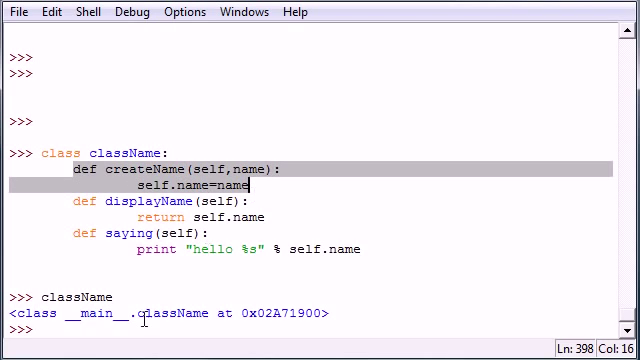 File Edit Shell Debug Options Windows Help
>>>
>>>
>>>
>>> class className:
def createName(self,name):
self.name=name
def displayName(self):
return self.name
def saying(self):
print "hello %s" % self.name
>>> className
<class __main__.className at 0x02A71900>
>>>
Ln: 398 Col: 16